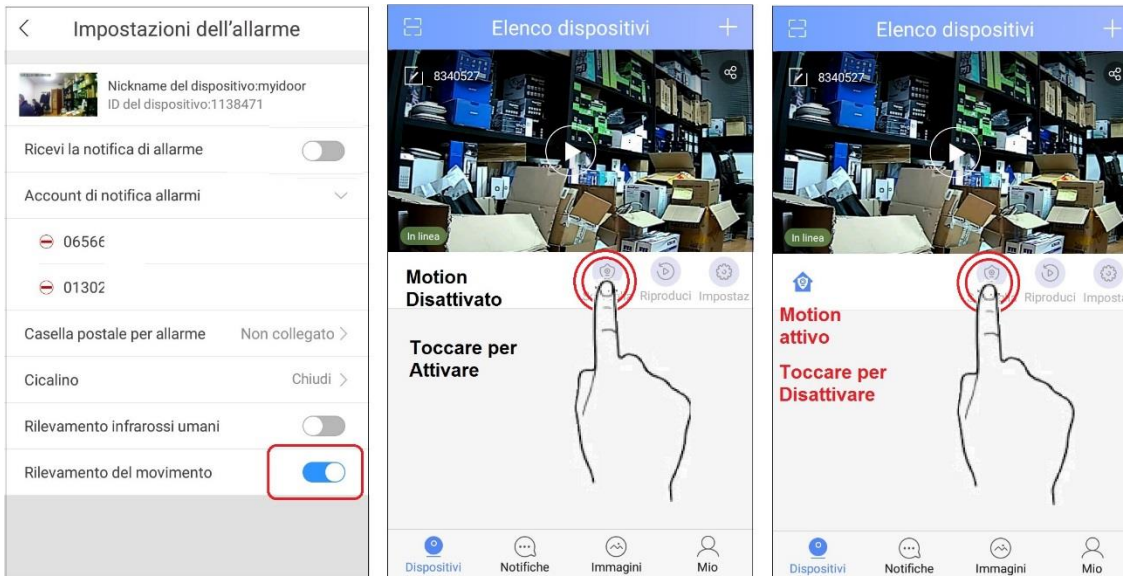 Impostazioni dell'allarme
Nickname del dispositivo:myidoor
ID del dispositivo:1138471
Ricevi la notifica di allarme
Account di notifica allarmi
06566
01302
Casella postale per allarme
Non collegato
Cicalino
Chiudi
Rilevamento infrarossi umani
Rilevamento del movimento
Elenco dispositivi
8340527
In linea
Riproduci
Impostaz
Motion
Disattivato
Toccare per
Attivare
Dispositivi
Notifiche
Immagini
Mio
Elenco dispositivi
8340527
In linea
Riproduci
Imposta
Motion
attivo
Toccare per
Disattivare
Dispositivi
Notifiche
Immagini
Mio